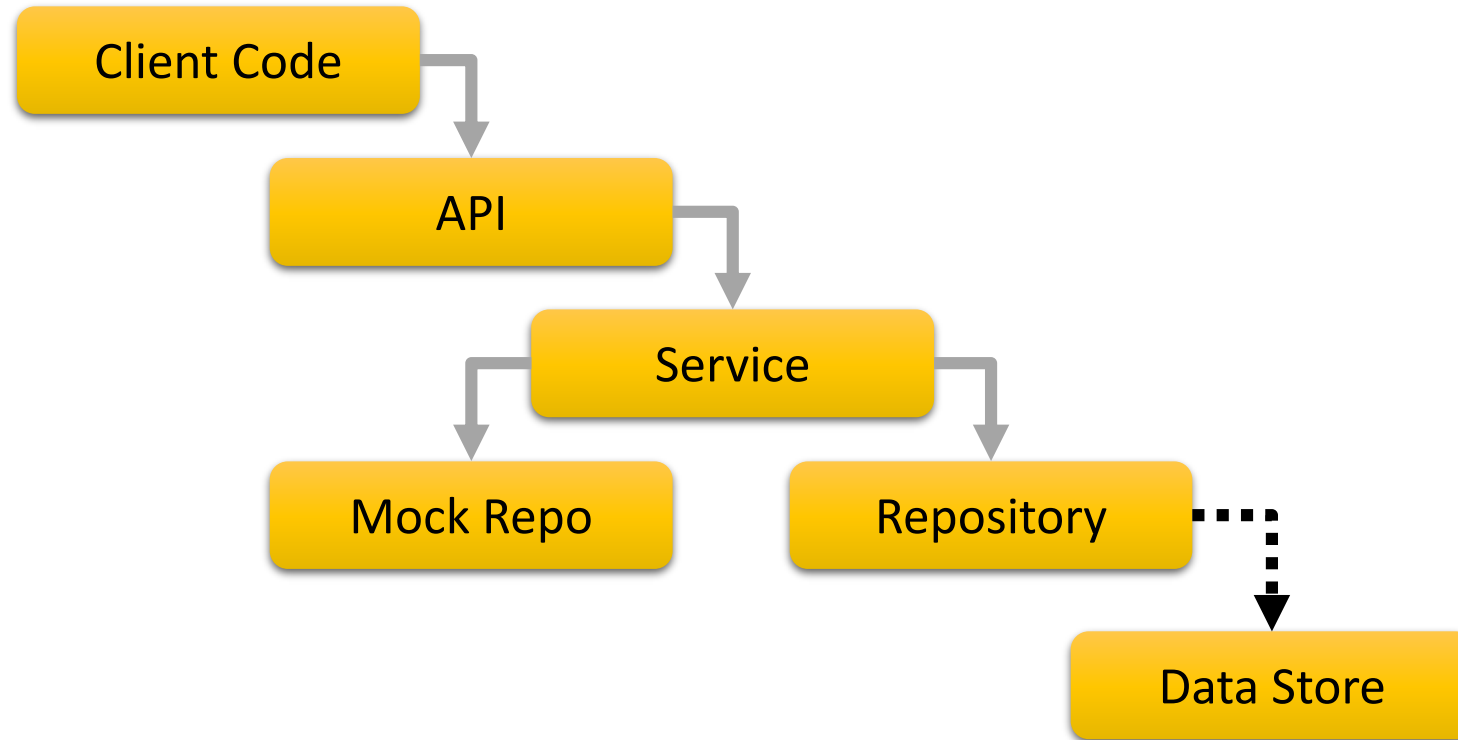 Client Code
API
Service
Mock Repo
Repository
Data Store